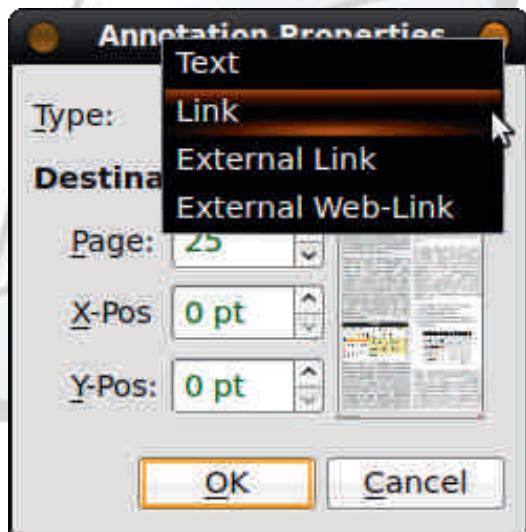 Annotation Properties
Text
Type:
Link
External Link
Destina
External Web-Link
Page: 25
X-Pos 0 pt
Y-Pos: 0 pt
OK Cancel